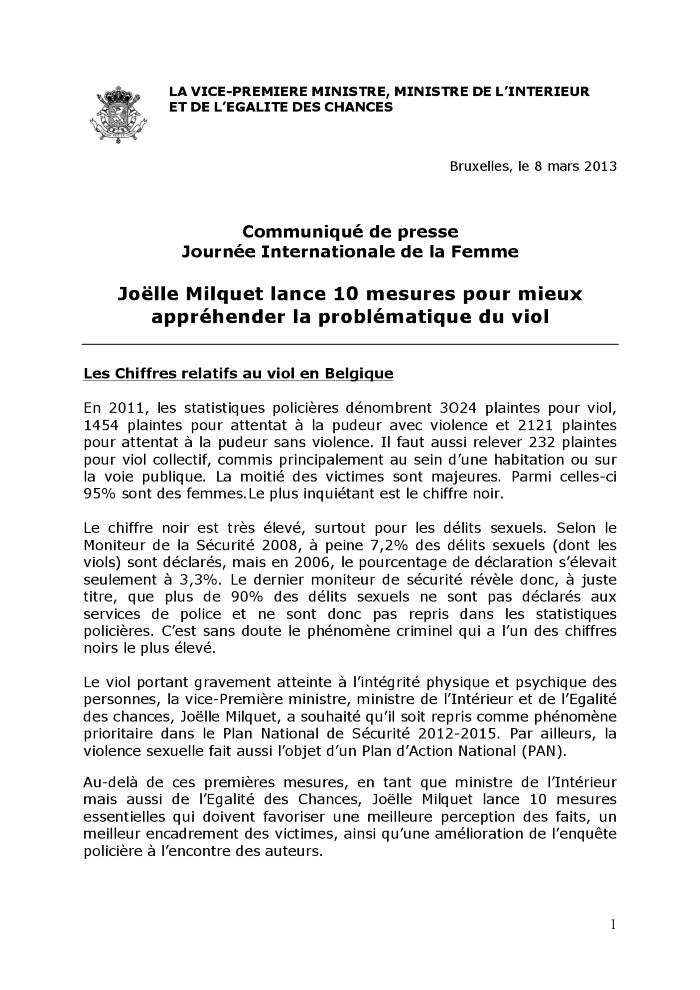 LA VICE-PREMIERE MINISTRE, MINISTRE DE L’INTERIEUR
ET DE L’EGALITE DES CHANCES
Bruxelles, le 8 mars 2013
Communiqué de presse
Journée Internationale de la Femme
Joëlle Milquet lance 10 mesures pour mieux
appréhender la problématique du viol
Les Chiffres relatifs au viol en Belgique
En 2011, les statistiques policières dénombrent 3O24 plaintes pour viol,
1454 plaintes pour attentat à la pudeur avec violence et 2121 plaintes
pour attentat à la pudeur sans violence. Il faut aussi relever 232 plaintes
pour viol collectif, commis principalement au sein d’une habitation ou sur
la voie publique. La moitié des victimes sont majeures. Parmi celles-ci
95% sont des femmes.Le plus inquiétant est le chiffre noir.
Le chiffre noir est très élevé, surtout pour les délits sexuels. Selon le
Moniteur de la Sécurité 2008, à peine 7,2% des délits sexuels (dont les
viols) sont déclarés, mais en 2006, le pourcentage de déclaration s’élevait
seulement à 3,3%. Le dernier moniteur de sécurité révèle donc, à juste
titre, que plus de 90% des délits sexuels ne sont pas déclarés aux
services de police et ne sont donc pas repris dans les statistiques
policières. C’est sans doute le phénomène criminel qui a l’un des chiffres
noirs le plus élevé.
Le viol portant gravement atteinte à l’intégrité physique et psychique des
personnes, la vice-Première ministre, ministre de l’Intérieur et de l’Egalité
des chances, Joëlle Milquet, a souhaité qu’il soit repris comme phénomène
prioritaire dans le Plan National de Sécurité 2012-2015. Par ailleurs, la
violence sexuelle fait aussi l’objet d’un Plan d’Action National (PAN).
Au-delà de ces premières mesures, en tant que ministre de l’Intérieur
mais aussi de l’Egalité des Chances, Joëlle Milquet lance 10 mesures
essentielles qui doivent favoriser une meilleure perception des faits, un
meilleur encadrement des victimes, ainsi qu’une amélioration de l’enquête
policière à l’encontre des auteurs.
1